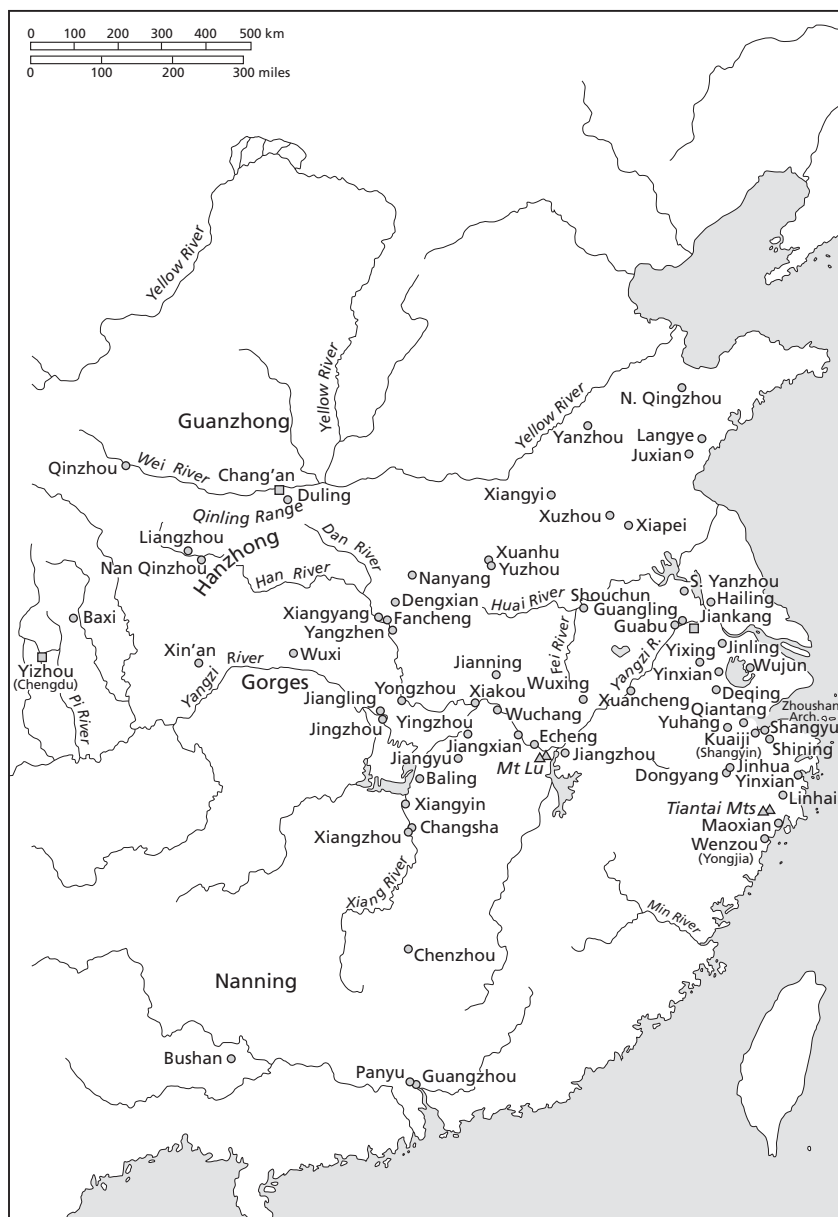 0 100 200 300 400 500 km
0 100 200 300 miles
Yellow River
Yellow River
Yellow River
N. Qingzhou
Guanzhong
Yanzhou
Langye
Juxian
Qinzhou
Wei River
Chang'an
Duling
Xiangyi
Qinling Range
Xuzhou
Xiapei
Liangzhou
Hanzhong
Dan River
Xuanhu
Nan Qinzhou
Han River
Yuzhou
Nanyang
S. Yanzhou
Dengxian
Huai River
Shouchun
Hailing
Baxi
Xiangyang
Fancheng
Guangling
Jiankang
Yangzhen
Guabu
Fei River
Yangzi R.
Yixing
Jinling
Xin'an
Wuxi
Yizhou
(Chengdu)
Yangzi River
Jianning
Yinxian
Wujun
Gorges
Pi River
Yongzhou
Xiakou
Wuxing
Xuancheng
Deqing
Jiangling
Wuchang
Qiantang
Zhoushan
Arch.
Jingzhou
Yingzhou
Yuhang
Shangyu
Jiangxian
Echeng
Kuaiji
(Shangyin)
Shining
Jiangyu
Mt Lu
Jiangzhou
Jinhua
Baling
Dongyang
Yinxian
Xiangyin
Linhai
Tiantai Mts
Changsha
Maoxian
Xiangzhou
Wenzou
(Yongjia)
Xiang River
Min River
Chenzhou
Nanning
Bushan
Panyu
Guangzhou